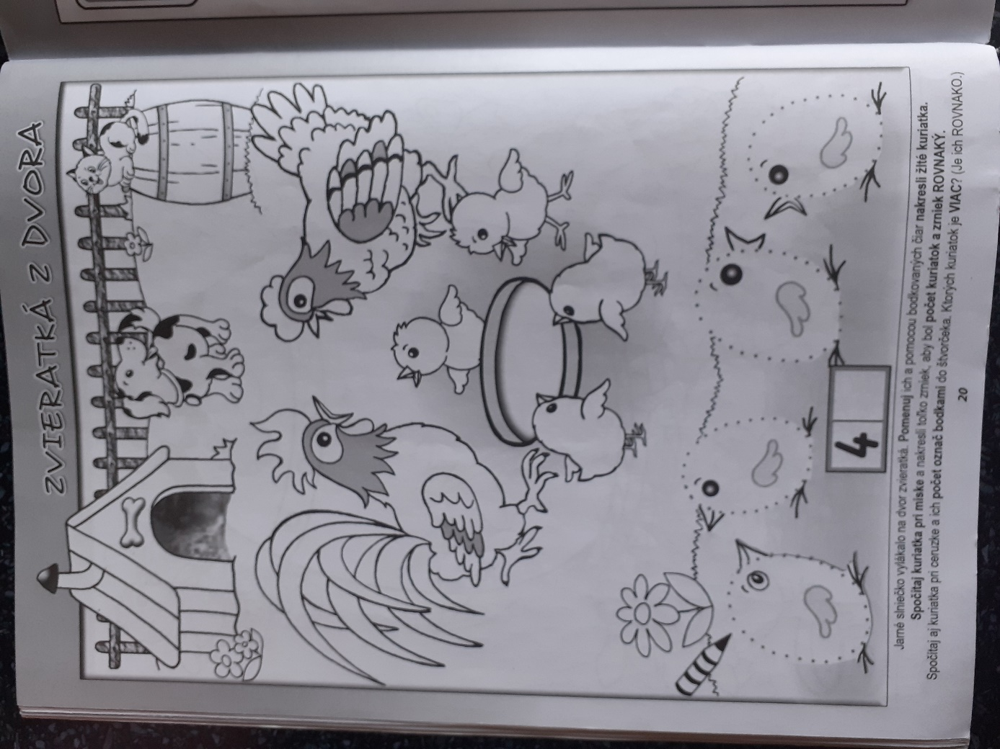 ZVIERATKÁ Z DVORA
4
Jarné slniečko vylákalo na dvor zvieratká. Pomenuj ich a pomocou bodkovaných čiar nakresli žlté kuriatka.
Spočítaj kuriatka pri miske a nakresli toľko zrniek, aby bol počet kuriatok a zrniek ROVNAKÝ.
Spočítaj aj kuriatka pri ceruzke a ich počet označ bodkami do štvorčeka. Ktorých kuriatok je VIAC? (Je ich ROVNAKO.)
20